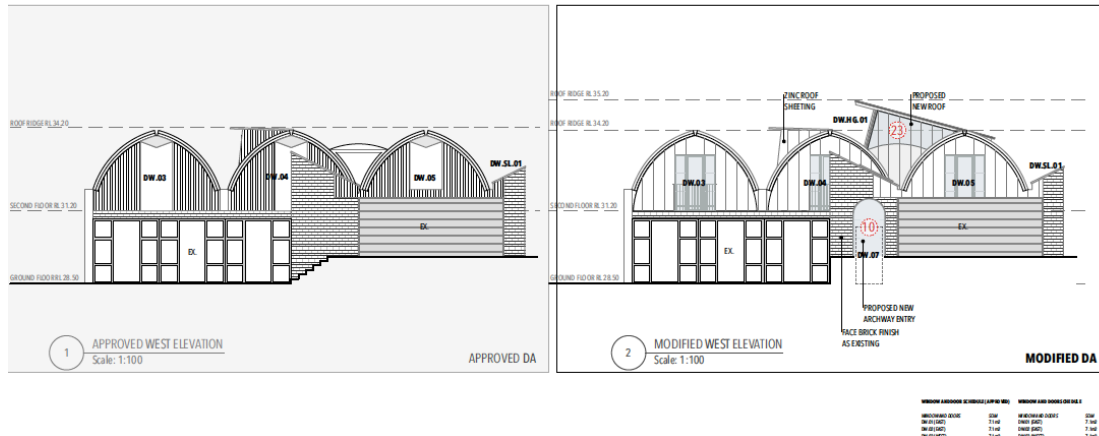 ROOF RIDGE RL 34.20
DW.03
DW.04
DW.05
DW.SL.01
SECOND FLOOR RL 31.20
EX.
EX.
GROUND FLOOR RL 28.50
1
APPROVED WEST ELEVATION
Scale: 1:100
APPROVED DA
ROOF RIDGE RL 35.20
ZINC ROOF
SHEETING
PROPOSED
NEW ROOF
DW.HG.01
23
ROOF RIDGE RL 34.20
DW.03
DW.04
DW.05
DW.SL.01
SECOND FLOOR RL 31.20
10
EX.
EX.
DW.07
GROUND FLOOR RL 28.50
PROPOSED NEW
ARCHWAY ENTRY
FACE BRICK FINISH
AS EXISTING
2
MODIFIED WEST ELEVATION
Scale: 1:100
MODIFIED DA
WINDOW AND DOOR SCHEDULE (APPROVED)